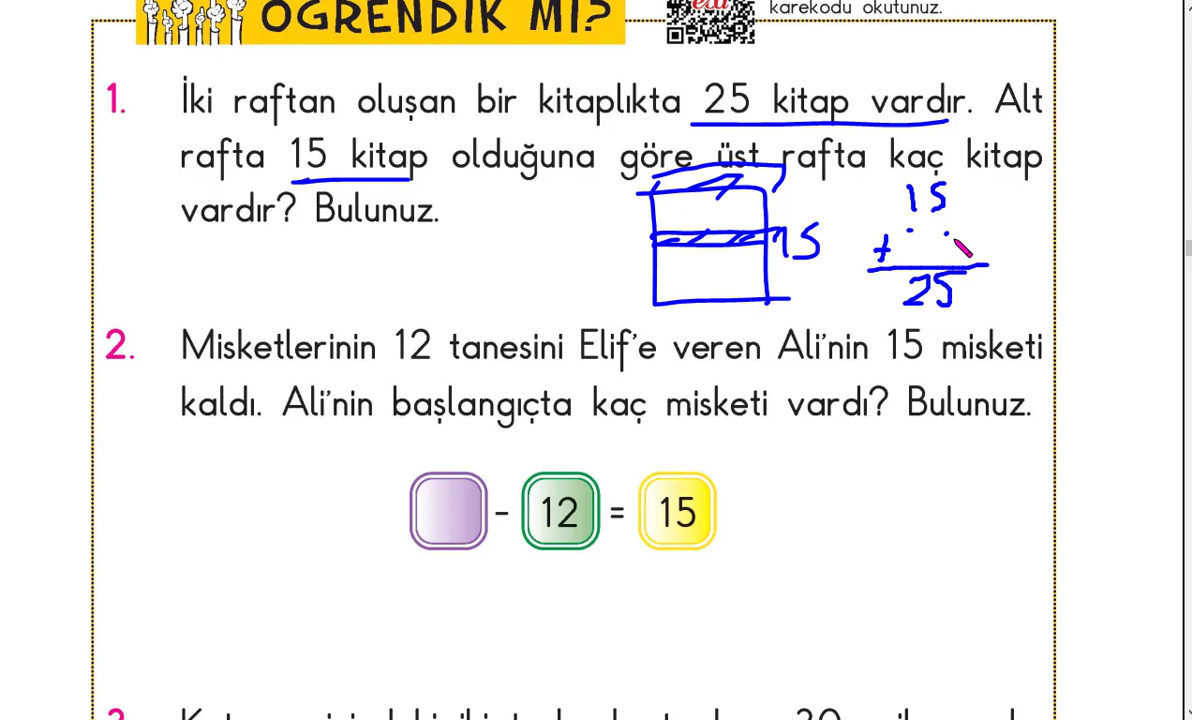 ÖĞRENDİK Mİ?
karekodu okutunuz.
1. İki raftan oluşan bir kitaplıkta 25 kitap vardır. Alt
rafta 15 kitap olduğuna göre üst rafta kaç kitap
vardır? Bulunuz.
15
15
+ . .
25
2. Misketlerinin 12 tanesini Elif'e veren Ali'nin 15 misketi
kaldı. Ali'nin başlangıçta kaç misketi vardı? Bulunuz.
- 12 = 15